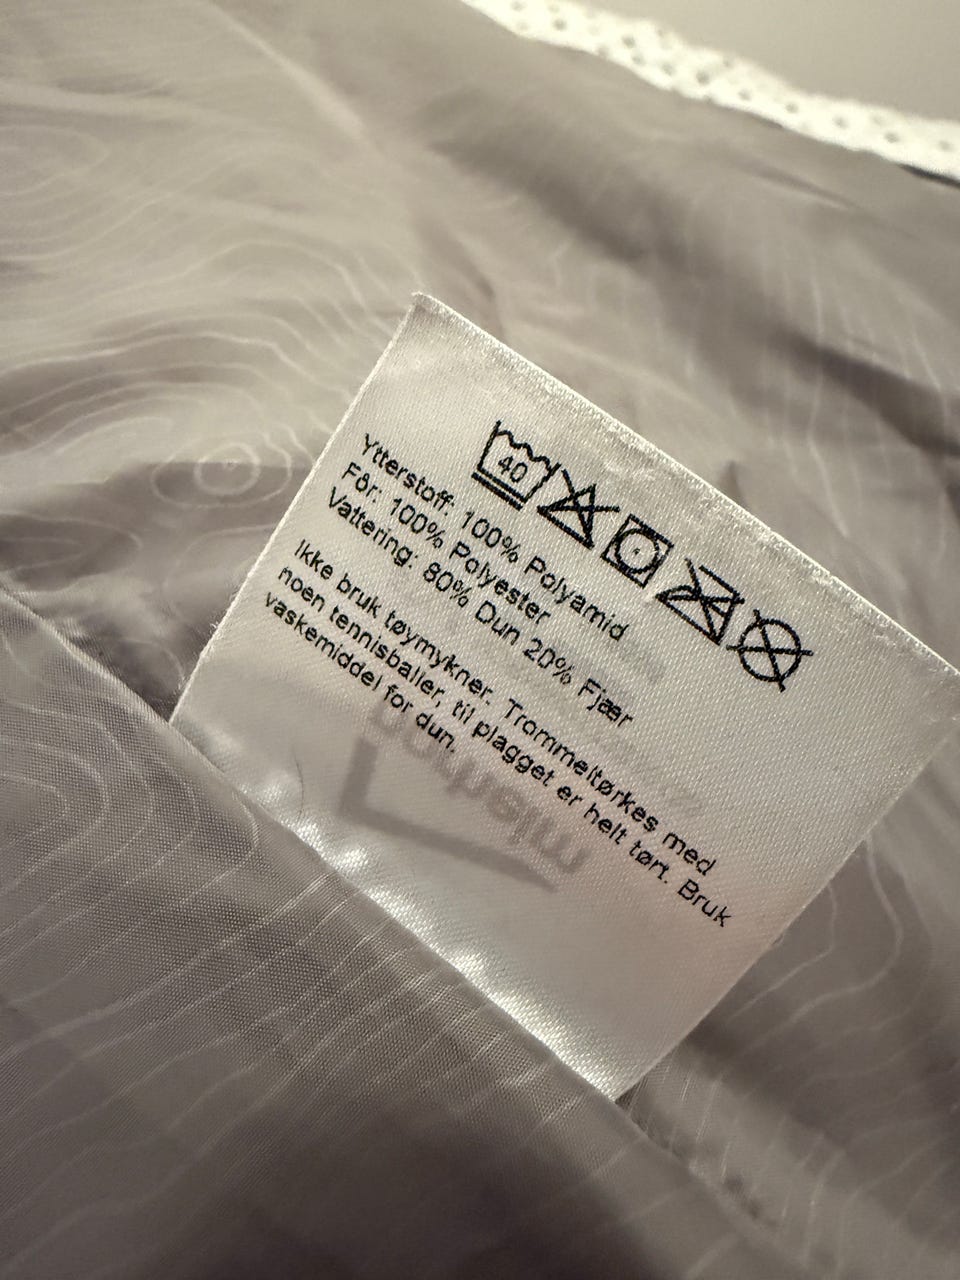 40
Ytterstoff: 100% Polyamid
Fôr: 100% Polyester
Vattering: 80% Dun 20% Fjær
Ikke bruk tøymykner. Trommeltørkes med
noen tennisballer, til plagget er helt tørt. Bruk
vaskemiddel for dun.